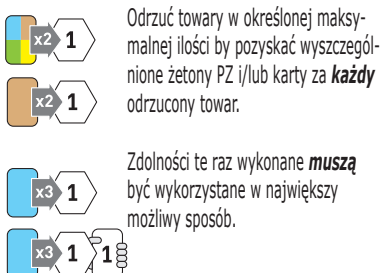 x2 1
Odrzuć towary w określonej maksy-
malnej ilości by pozyskać wyszczegól-
nione żetony PZ i/lub karty za każdy
odrzucony towar.
x2 1
Zdolności te raz wykonane muszą
być wykorzystane w największy
możliwy sposób.
x3 1
x3 1 1